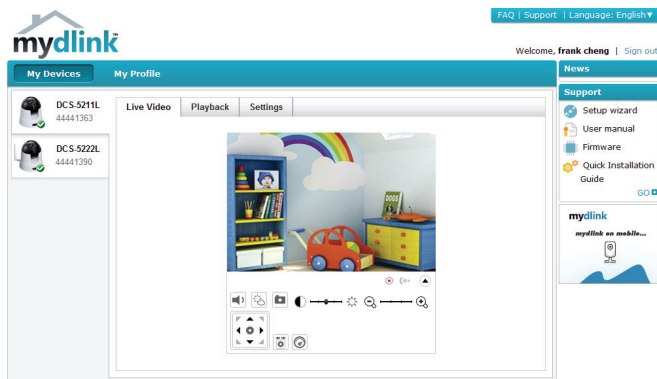 FAQ | Support | Language: English▼
mydlink™
Welcome, frank cheng | Sign out
My Devices
My Profile
News
DCS-5211L
44441363
DCS-5222L
44441390
Live Video
Playback
Settings
DOGS
Support
Setup wizard
User manual
Firmware
Quick Installation
Guide
GO
mydlink
mydlink on mobile...